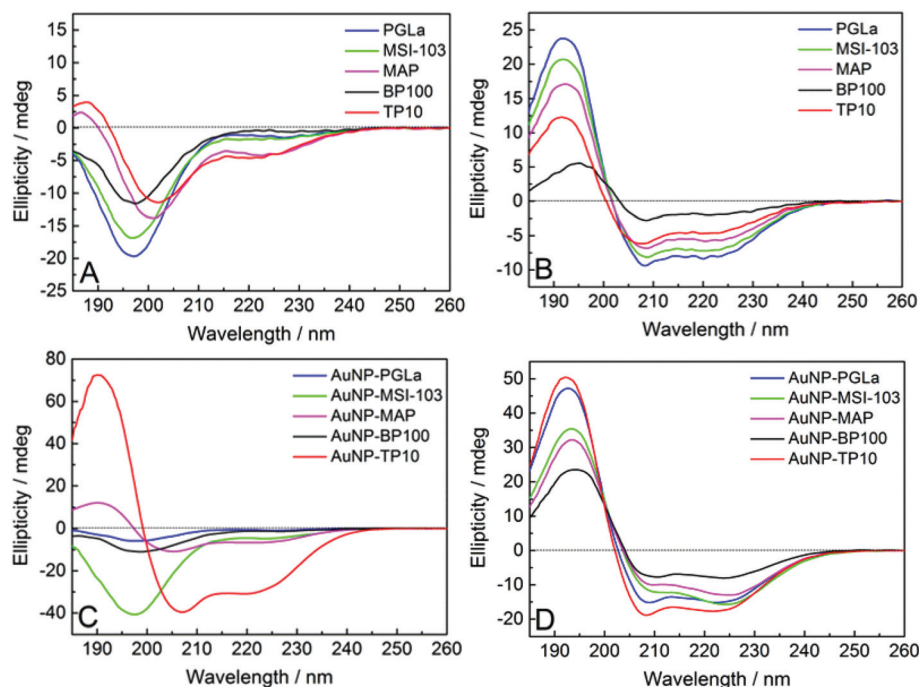 15
10
5
0
-5
-10
-15
-20
-25
190 200 210 220 230 240 250 260
Ellipticity / mdeg
Wavelength / nm
PGLa
MSI-103
MAP
BP100
TP10
A
25
20
15
10
5
0
-5
-10
190 200 210 220 230 240 250 260
Ellipticity / mdeg
Wavelength / nm
PGLa
MSI-103
MAP
BP100
TP10
B
80
60
40
20
0
-20
-40
-60
190 200 210 220 230 240 250 260
Ellipticity / mdeg
Wavelength / nm
AuNP-PGLa
AuNP-MSI-103
AuNP-MAP
AuNP-BP100
AuNP-TP10
C
50
40
30
20
10
0
-10
-20
190 200 210 220 230 240 250 260
Ellipticity / mdeg
Wavelength / nm
AuNP-PGLa
AuNP-MSI-103
AuNP-MAP
AuNP-BP100
AuNP-TP10
D